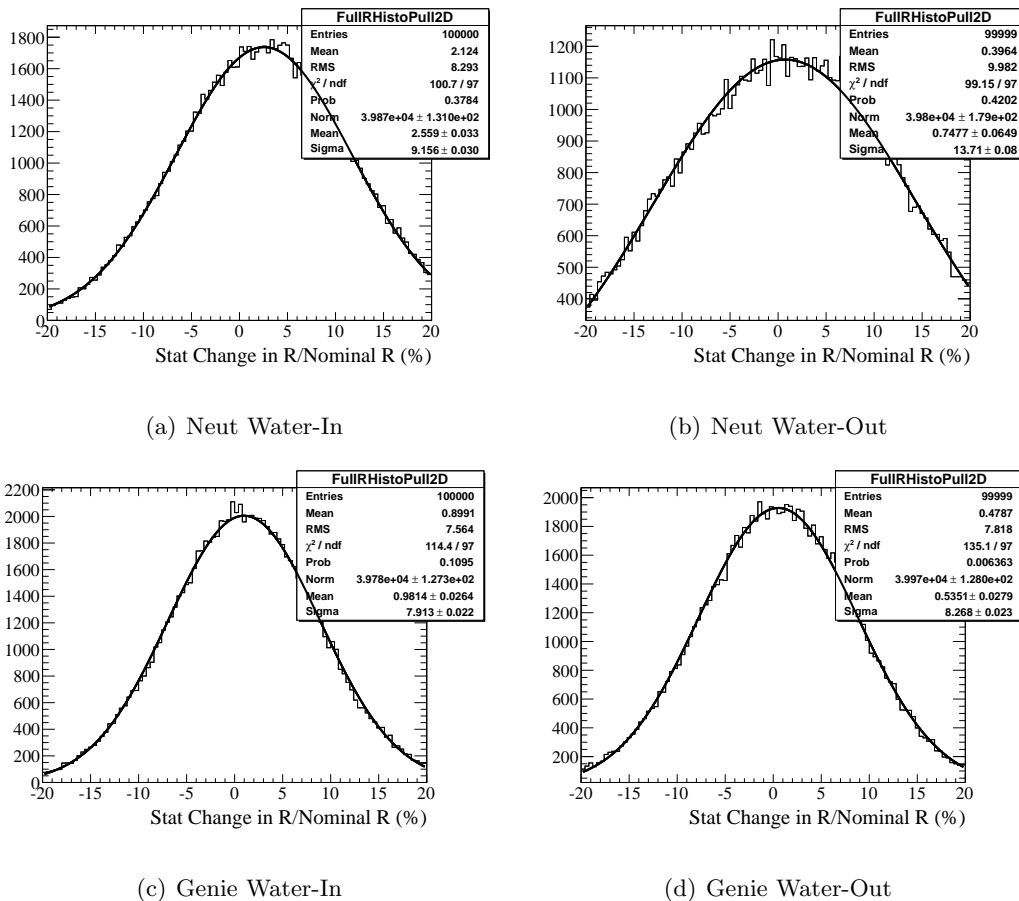 FullRHistoPull2D
Entries 100000
Mean 2.124
RMS 8.293
χ² / ndf 100.7 / 97
Prob 0.3784
Norm 3.987e+04 ± 1.310e+02
Mean 2.559 ± 0.033
Sigma 9.156 ± 0.030
1800
1600
1400
1200
1000
800
600
400
200
0
-20 -15 -10 -5 0 5 10 15 20
Stat Change in R/Nominal R (%)
(a) Neut Water-In
FullRHistoPull2D
Entries 99999
Mean 0.3964
RMS 9.982
χ² / ndf 99.15 / 97
Prob 0.4202
Norm 3.98e+04 ± 1.79e+02
Mean 0.7477 ± 0.0649
Sigma 13.71 ± 0.08
1200
1100
1000
900
800
700
600
500
400
-20 -15 -10 -5 0 5 10 15 20
Stat Change in R/Nominal R (%)
(b) Neut Water-Out
FullRHistoPull2D
Entries 100000
Mean 0.8991
RMS 7.564
χ² / ndf 114.4 / 97
Prob 0.1095
Norm 3.978e+04 ± 1.273e+02
Mean 0.9814 ± 0.0264
Sigma 7.913 ± 0.022
2200
2000
1800
1600
1400
1200
1000
800
600
400
200
0
-20 -15 -10 -5 0 5 10 15 20
Stat Change in R/Nominal R (%)
(c) Genie Water-In
FullRHistoPull2D
Entries 99999
Mean 0.4787
RMS 7.818
χ² / ndf 135.1 / 97
Prob 0.006363
Norm 3.997e+04 ± 1.280e+02
Mean 0.5351 ± 0.0279
Sigma 8.268 ± 0.023
2000
1800
1600
1400
1200
1000
800
600
400
200
-20 -15 -10 -5 0 5 10 15 20
Stat Change in R/Nominal R (%)
(d) Genie Water-Out